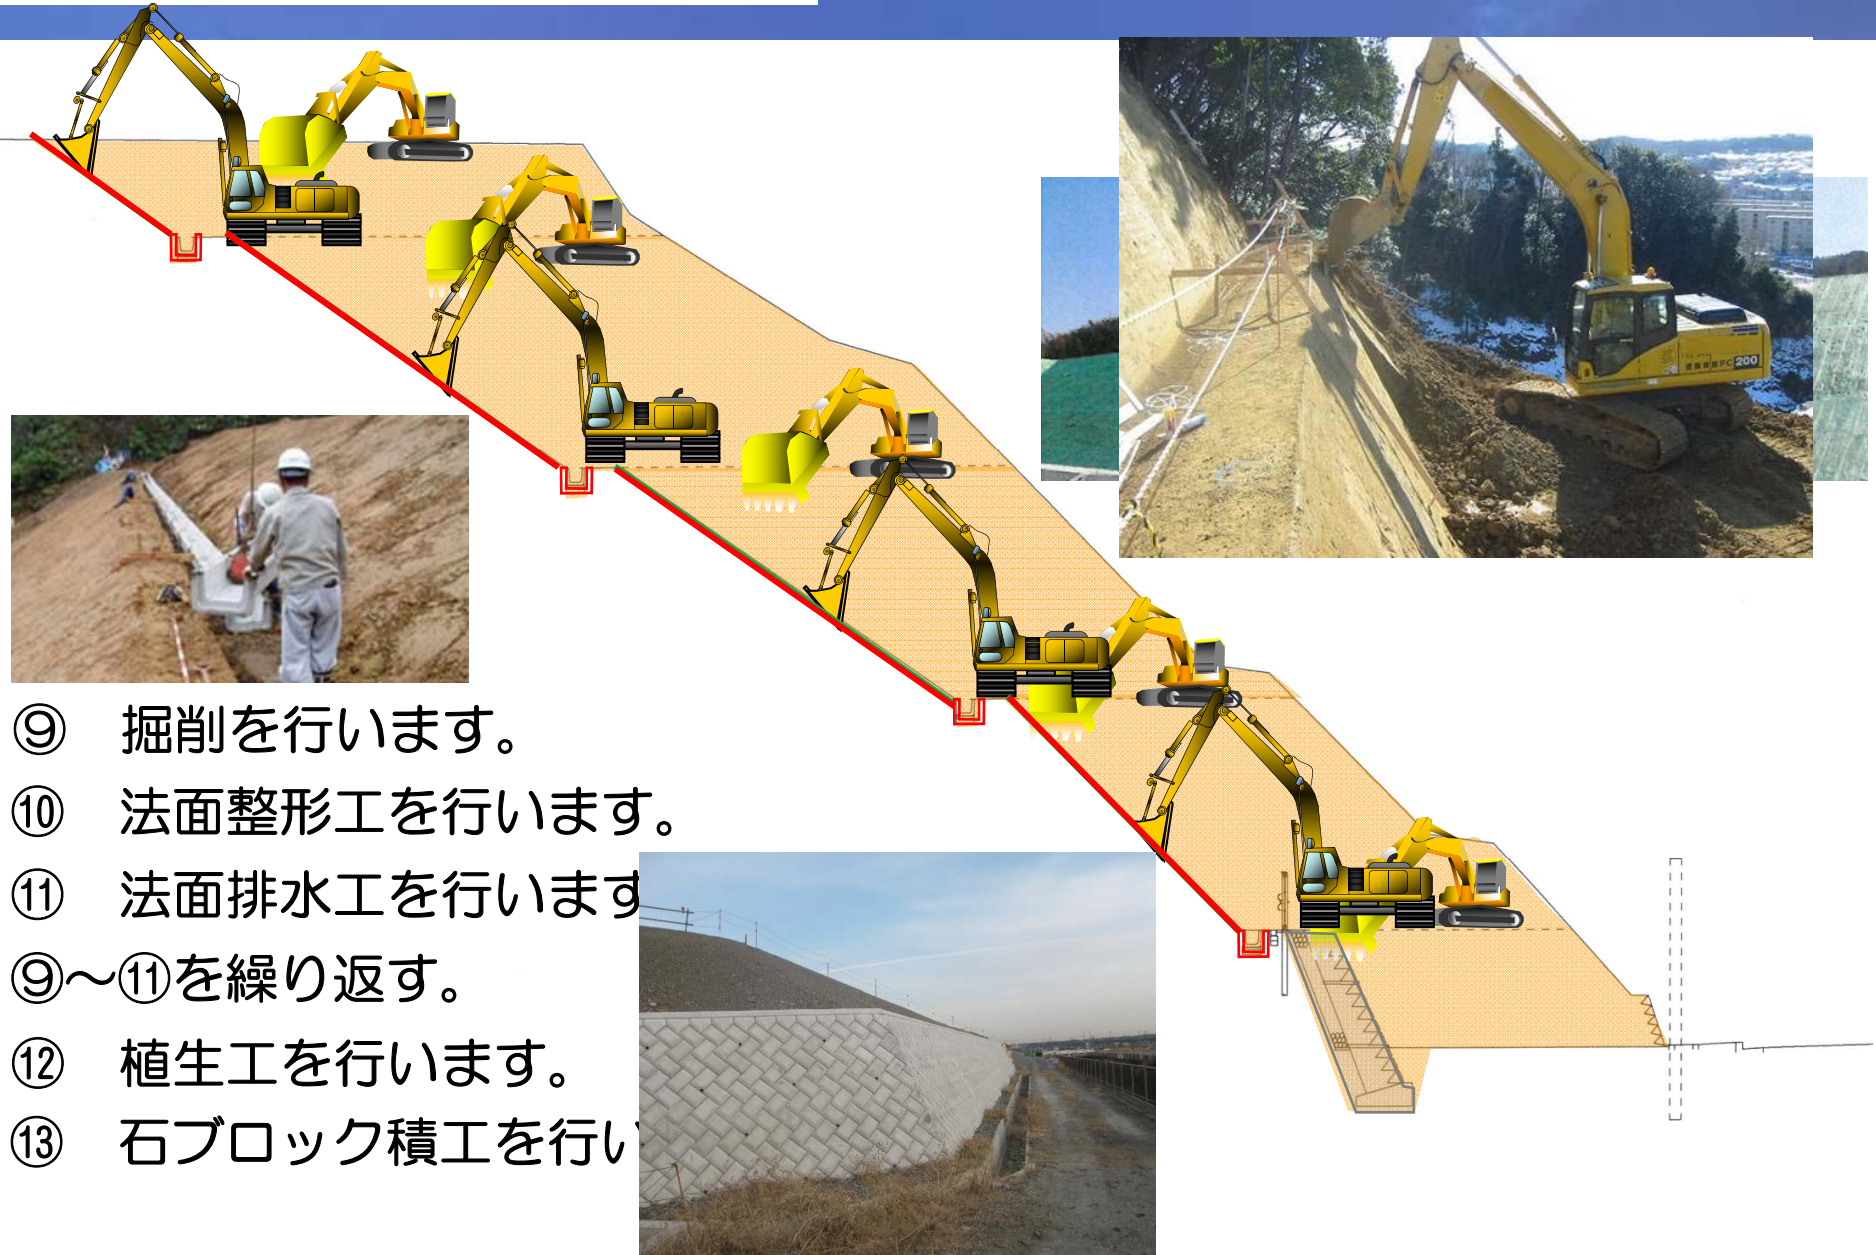 ⑨ 掘削を行います。
⑩ 法面整形工を行います。
⑪ 法面排水工を行います
⑨～⑪を繰り返す。
⑫ 植生工を行います。
⑬ 石ブロック積工を行い
PC200